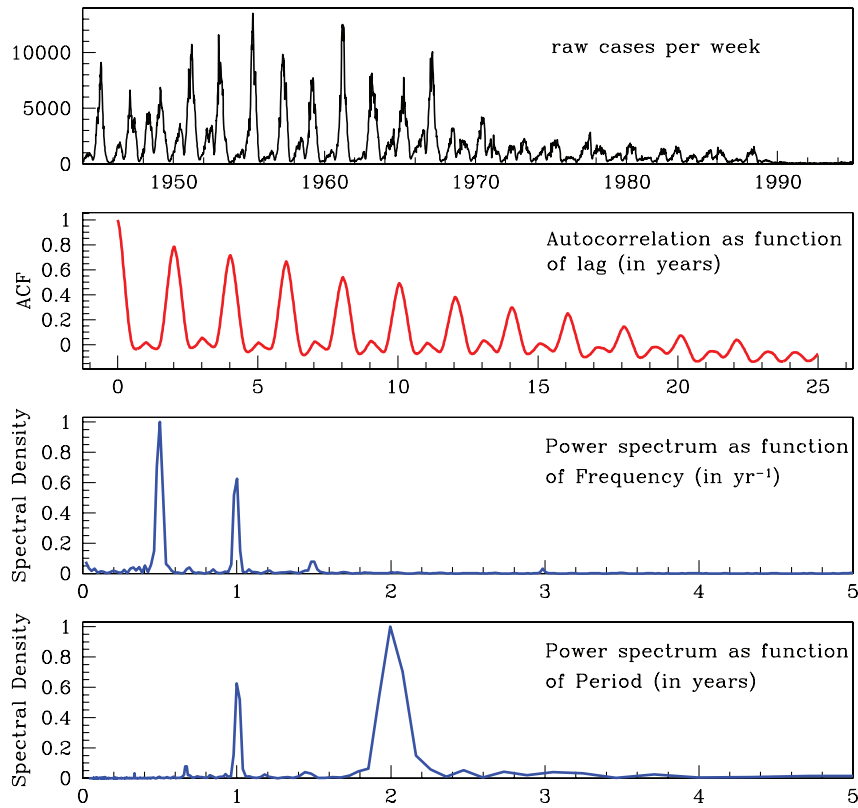 raw cases per week
10000
5000
0
1950 1960 1970 1980 1990
Autocorrelation as function
of lag (in years)
ACF
1
0.8
0.6
0.4
0.2
0
0 5 10 15 20 25
Power spectrum as function
of Frequency (in yr⁻¹)
Spectral Density
1
0.8
0.6
0.4
0.2
0
0 1 2 3 4 5
Power spectrum as function
of Period (in years)
Spectral Density
1
0.8
0.6
0.4
0.2
0
0 1 2 3 4 5